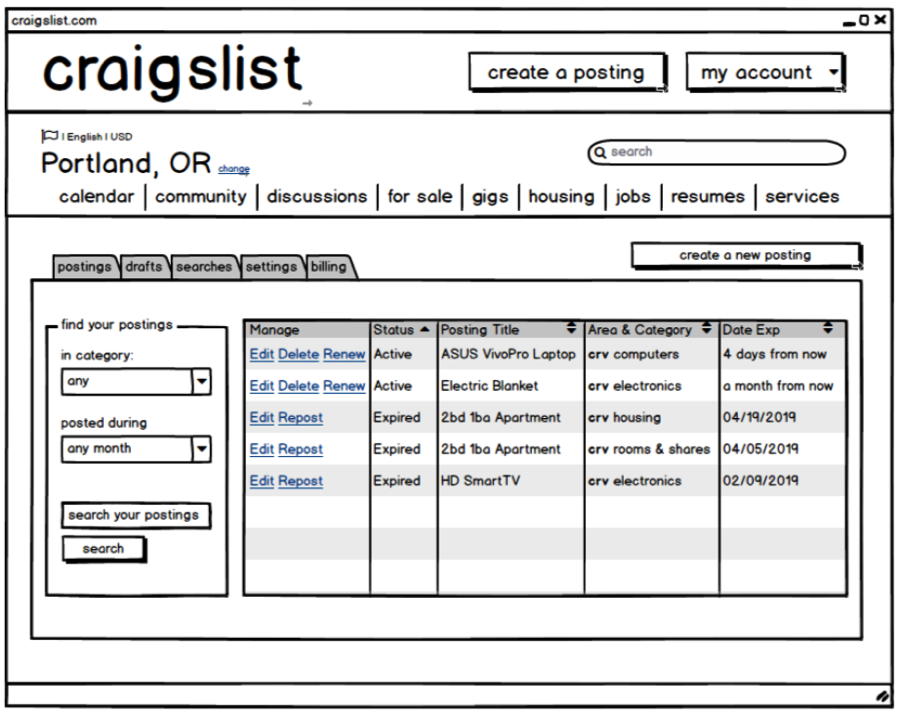 craigslist.com
craigslist
create a posting
my account
I English I USD
Portland, OR change
search
calendar community discussions for sale gigs housing jobs resumes services
postings drafts searches settings billing
create a new posting
find your postings
in category:
any
posted during
any month
search your postings
search
Manage Status Posting Title Area & Category Date Exp
Edit Delete Renew Active ASUS VivoPro Laptop crv computers 4 days from now
Edit Delete Renew Active Electric Blanket crv electronics a month from now
Edit Repost Expired 2bd 1ba Apartment crv housing 04/19/2019
Edit Repost Expired 2bd 1ba Apartment crv rooms & shares 04/05/2019
Edit Repost Expired HD SmartTV crv electronics 02/09/2019